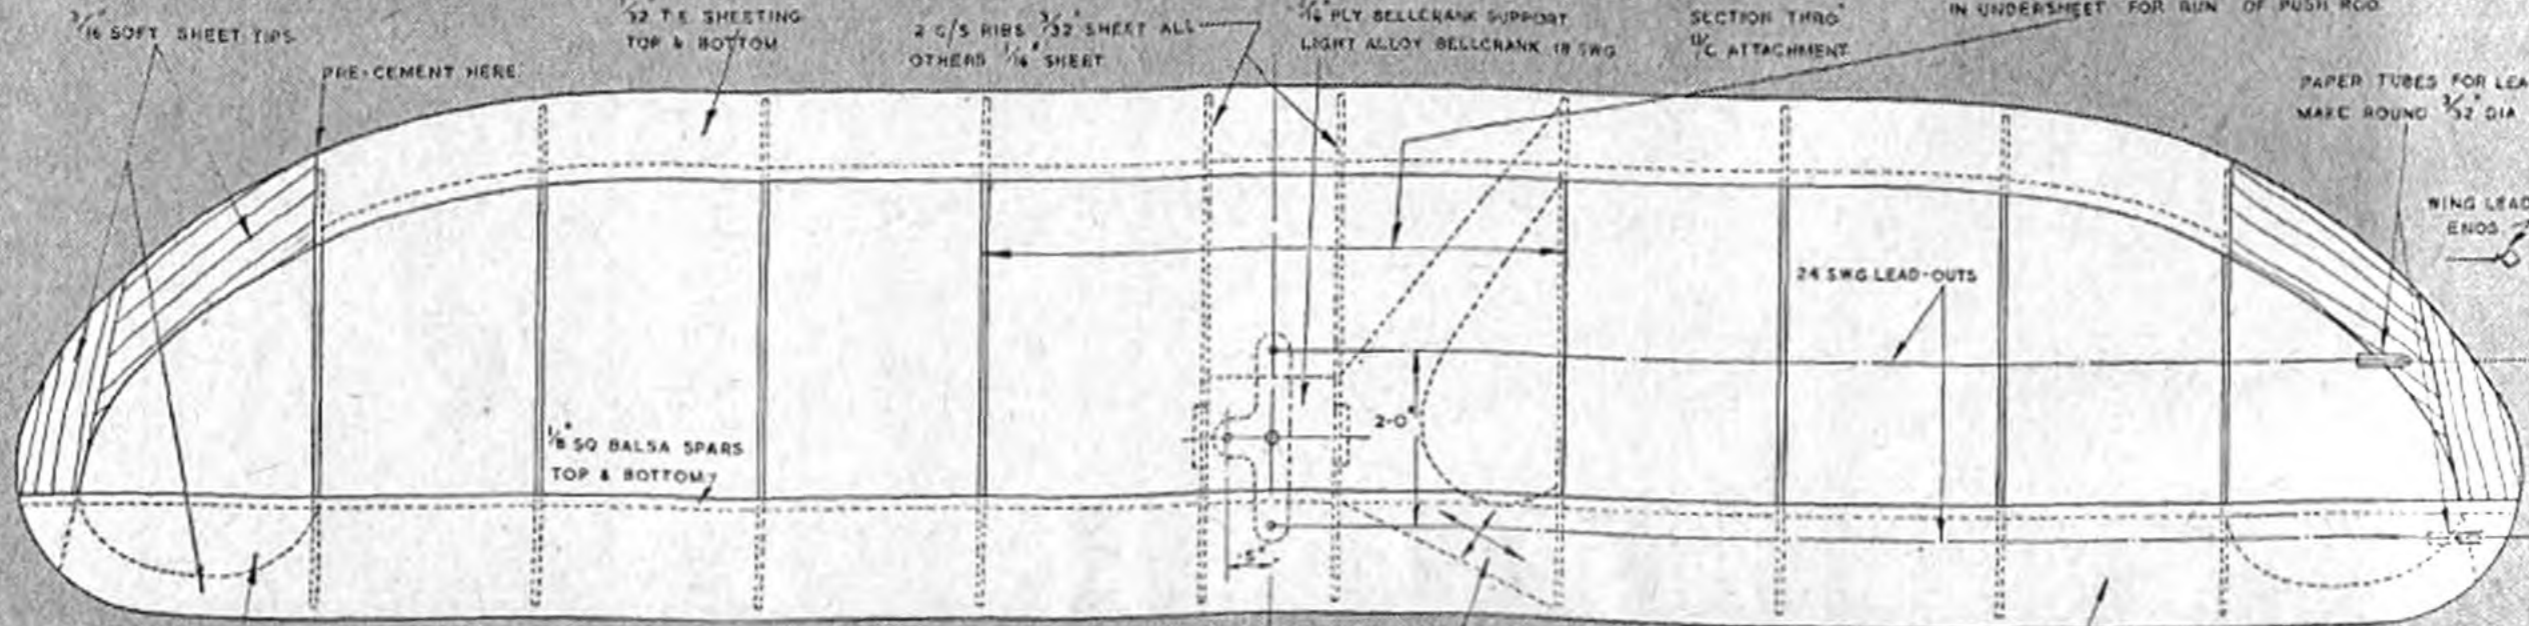 3/16" SOFT SHEET TIPS
PRE-CEMENT HERE
1/32" T.E. SHEETING
TOP & BOTTOM
2 C/S RIBS 3/32" SHEET ALL
OTHERS 1/16" SHEET
1/16" PLY BELLCRANK SUPPORT
LIGHT ALLOY BELLCRANK 18 SWG
SECTION THRO'
U/C ATTACHMENT
IN UNDERSHEET FOR RUN OF PUSH ROD
PAPER TUBES FOR LEA
MAKE ROUND 3/32" DIA
WING LEAD
ENDS
24 SWG LEAD-OUTS
2-0"
1/8" SQ BALSA SPARS
TOP & BOTTOM
.5"